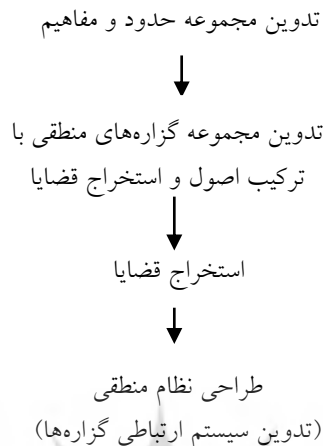 تدوین مجموعه حدود و مفاهیم
تدوین مجموعه گزاره‌های منطقی با
ترکیب اصول و استخراج قضایا
استخراج قضایا
طراحی نظام منطقی
(تدوین سیستم ارتباطی گزاره‌ها)